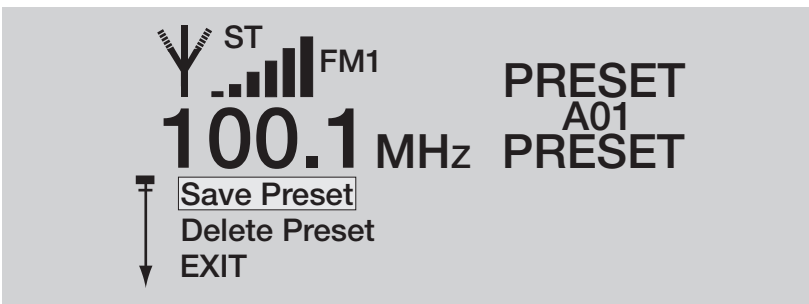 ST
FM1
PRESET
A01
100.1 MHz PRESET
Save Preset
Delete Preset
EXIT